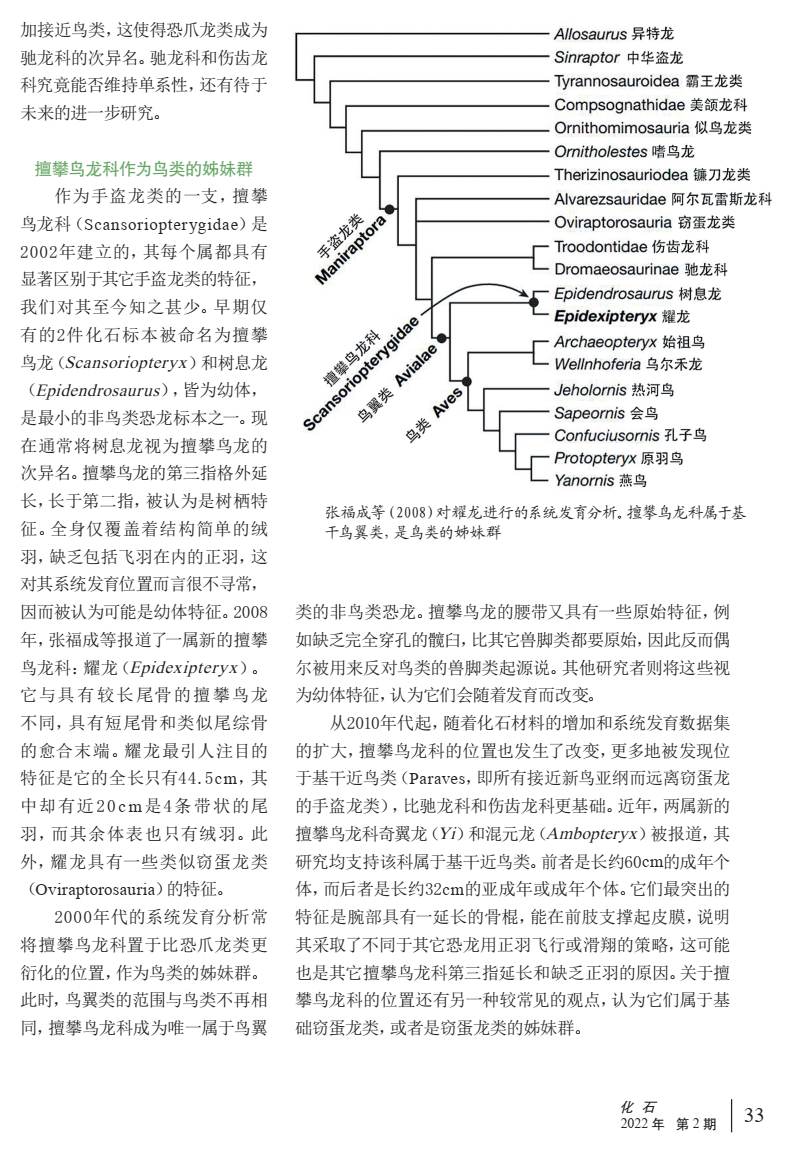 加接近鸟类，这使得恐爪龙类成为
驰龙科的次异名。驰龙科和伤齿龙
科究竟能否维持单系性，还有待于
未来的进一步研究。
擅攀鸟龙科作为鸟类的姊妹群
作为手盗龙类的一支，擅攀
鸟龙科（Scansoriopterygidae）是
2002年建立的，其每个属都具有
显著区别于其它手盗龙类的特征，
我们对其至今知之甚少。早期仅
有的2件化石标本被命名为擅攀
鸟龙（Scansoriopteryx）和树息龙
（Epidendrosaurus），皆为幼体，
是最小的非鸟类恐龙标本之一。现
在通常将树息龙视为擅攀鸟龙的
次异名。擅攀鸟龙的第三指格外延
长，长于第二指，被认为是树栖特
征。全身仅覆盖着结构简单的绒
羽，缺乏包括飞羽在内的正羽，这
对其系统发育位置而言很不寻常，
因而被认为可能是幼体特征。2008
年，张福成等报道了一属新的擅攀
鸟龙科：耀龙（Epidexipteryx）。
它与具有较长尾骨的擅攀鸟龙
不同，具有短尾骨和类似尾综骨
的愈合末端。耀龙最引人注目的
特征是它的全长只有44.5cm，其
中却有近20cm是4条带状的尾
羽，而其余体表也只有绒羽。此
外，耀龙具有一些类似窃蛋龙类
（Oviraptorosauria）的特征。
2000年代的系统发育分析常
将擅攀鸟龙科置于比恐爪龙类更
衍化的位置，作为鸟类的姊妹群。
此时，鸟翼类的范围与鸟类不再相
同，擅攀鸟龙科成为唯一属于鸟翼
Allosaurus 异特龙
Sinraptor 中华盗龙
Tyrannosauroidea 霸王龙类
Compsognathidae 美颌龙科
Ornithomimosauria 似鸟龙类
Ornitholestes 嗜鸟龙
Therizinosauriodea 镰刀龙类
Alvarezsauridae 阿尔瓦雷斯龙科
Oviraptorosauria 窃蛋龙类
Troodontidae 伤齿龙科
Dromaeosaurinae 驰龙科
Epidendrosaurus 树息龙
Epidexipteryx 耀龙
Archaeopteryx 始祖鸟
Wellnhoferia 乌尔禾龙
Jeholornis 热河鸟
Sapeornis 会鸟
Confuciusornis 孔子鸟
Protopteryx 原羽鸟
Yanornis 燕鸟
手盗龙类
Maniraptora
擅攀鸟龙科
Scansoriopterygidae
鸟翼类 Avialae
鸟类 Aves
张福成等（2008）对耀龙进行的系统发育分析。擅攀鸟龙科属于基
干鸟翼类，是鸟类的姊妹群
类的非鸟类恐龙。擅攀鸟龙的腰带又具有一些原始特征，例
如缺乏完全穿孔的髋臼，比其它兽脚类都要原始，因此反而偶
尔被用来反对鸟类的兽脚类起源说。其他研究者则将这些视
为幼体特征，认为它们会随着发育而改变。
从2010年代起，随着化石材料的增加和系统发育数据集
的扩大，擅攀鸟龙科的位置也发生了改变，更多地被发现位
于基干近鸟类（Paraves，即所有接近新鸟亚纲而远离窃蛋龙
的手盗龙类），比驰龙科和伤齿龙科更基础。近年，两属新的
擅攀鸟龙科奇翼龙（Yi）和混元龙（Ambopteryx）被报道，其
研究均支持该科属于基干近鸟类。前者是长约60cm的成年个
体，而后者是长约32cm的亚成年或成年个体。它们最突出的
特征是腕部具有一延长的骨棍，能在前肢支撑起皮膜，说明
其采取了不同于其它恐龙用正羽飞行或滑翔的策略，这可能
也是其它擅攀鸟龙科第三指延长和缺乏正羽的原因。关于擅
攀鸟龙科的位置还有另一种较常见的观点，认为它们属于基
础窃蛋龙类，或者是窃蛋龙类的姊妹群。
化石
2022年 第2期
33